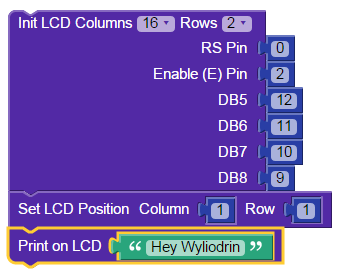 Init LCD Columns 16 Rows 2
RS Pin 0
Enable (E) Pin 2
DB5 12
DB6 11
DB7 10
DB8 9
Set LCD Position Column 1 Row 1
Print on LCD “ Hey Wyliodrin ”